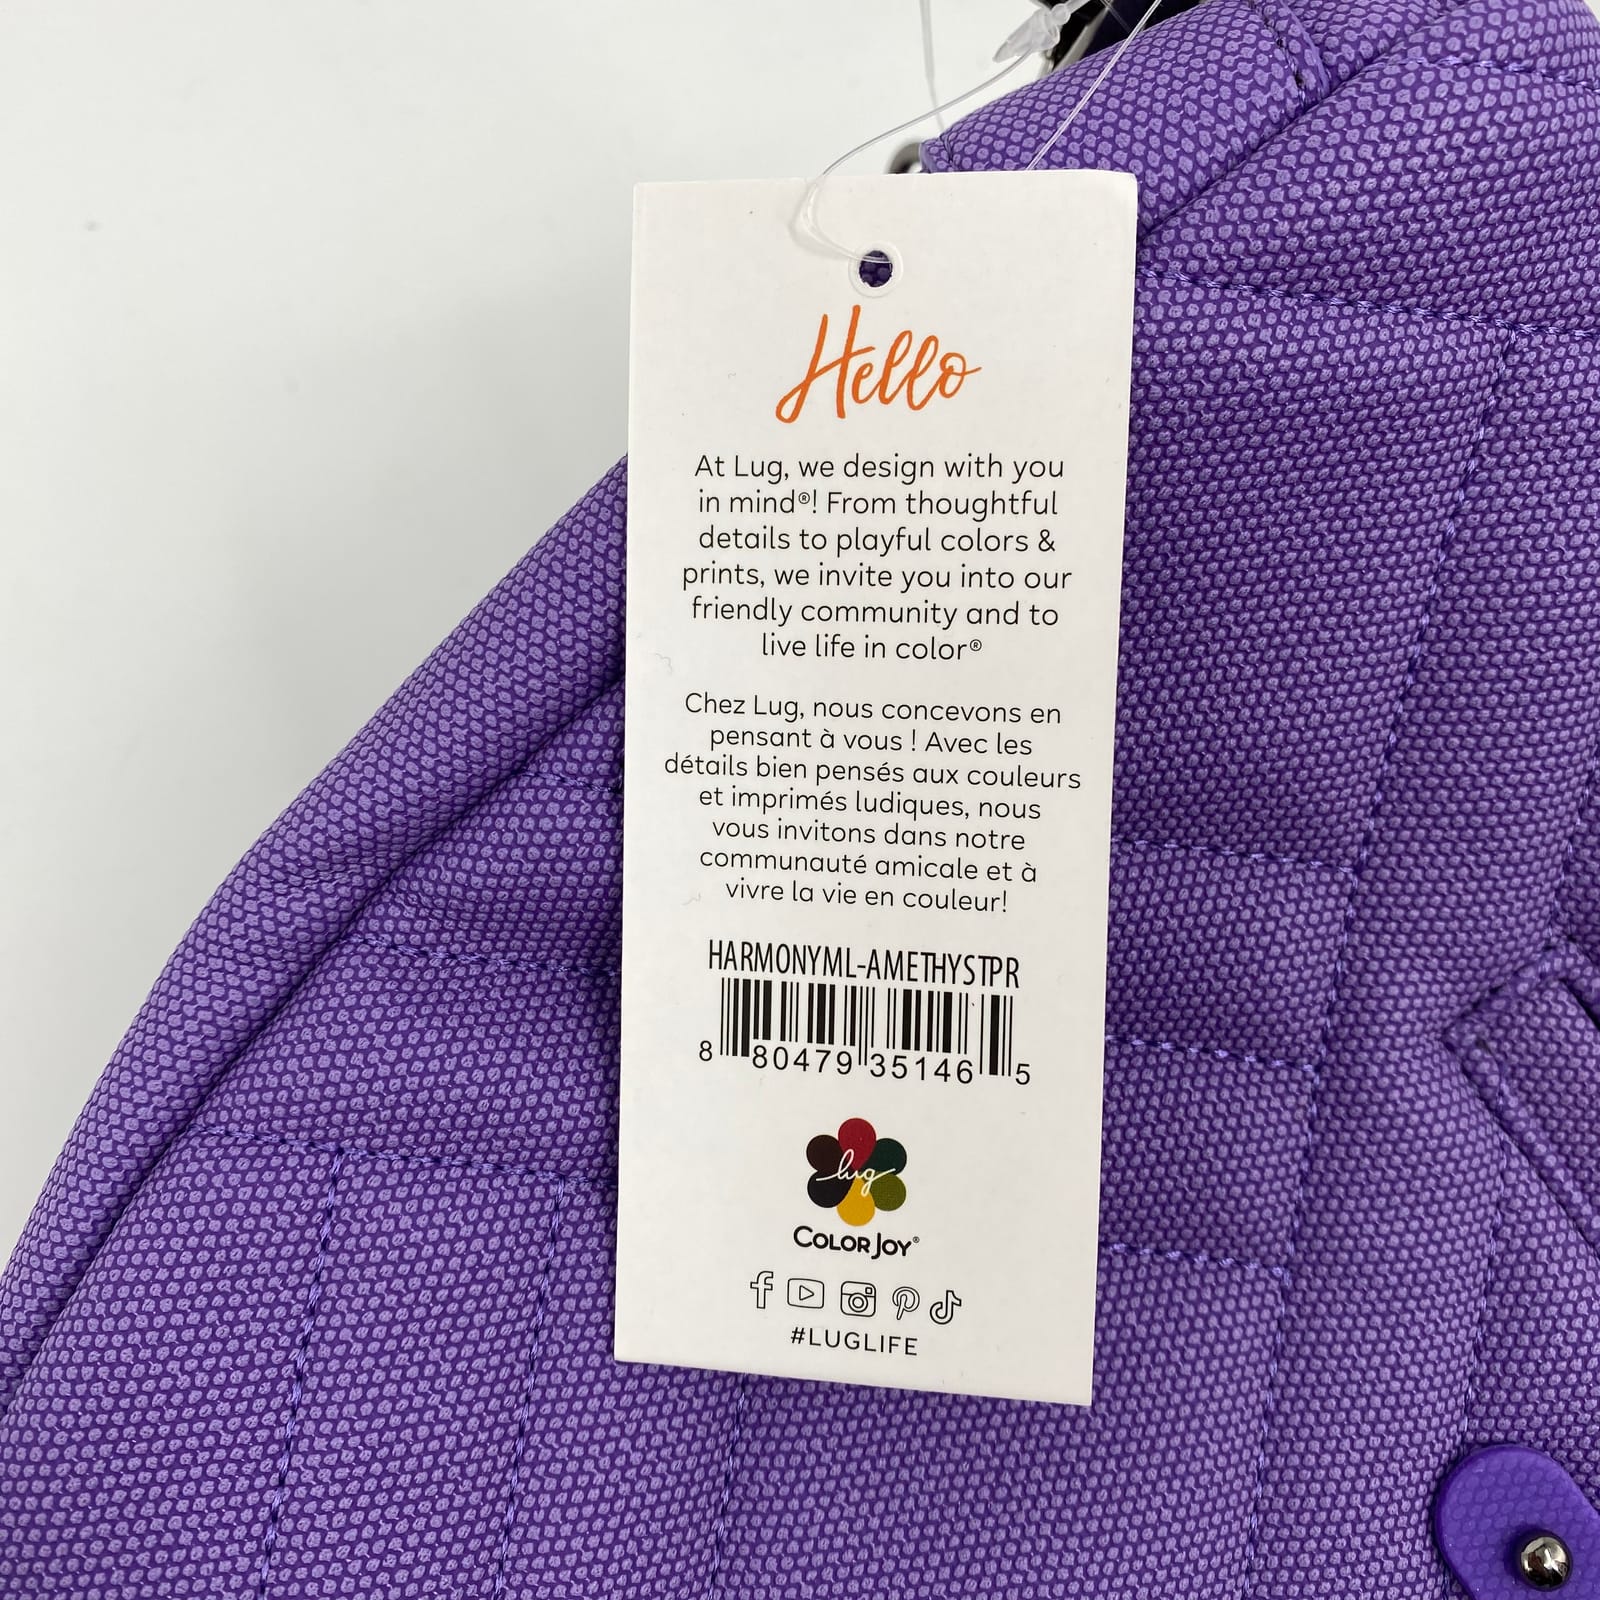 Hello
At Lug, we design with you
in mind®! From thoughtful
details to playful colors &
prints, we invite you into our
friendly community and to
live life in color®
Chez Lug, nous concevons en
pensant à vous ! Avec les
détails bien pensés aux couleurs
et imprimés ludiques, nous
vous invitons dans notre
communauté amicale et à
vivre la vie en couleur!
HARMONYML-AMETHYSTPR
8 80479 35146 5
lug
COLOR JOY®
#LUGLIFE